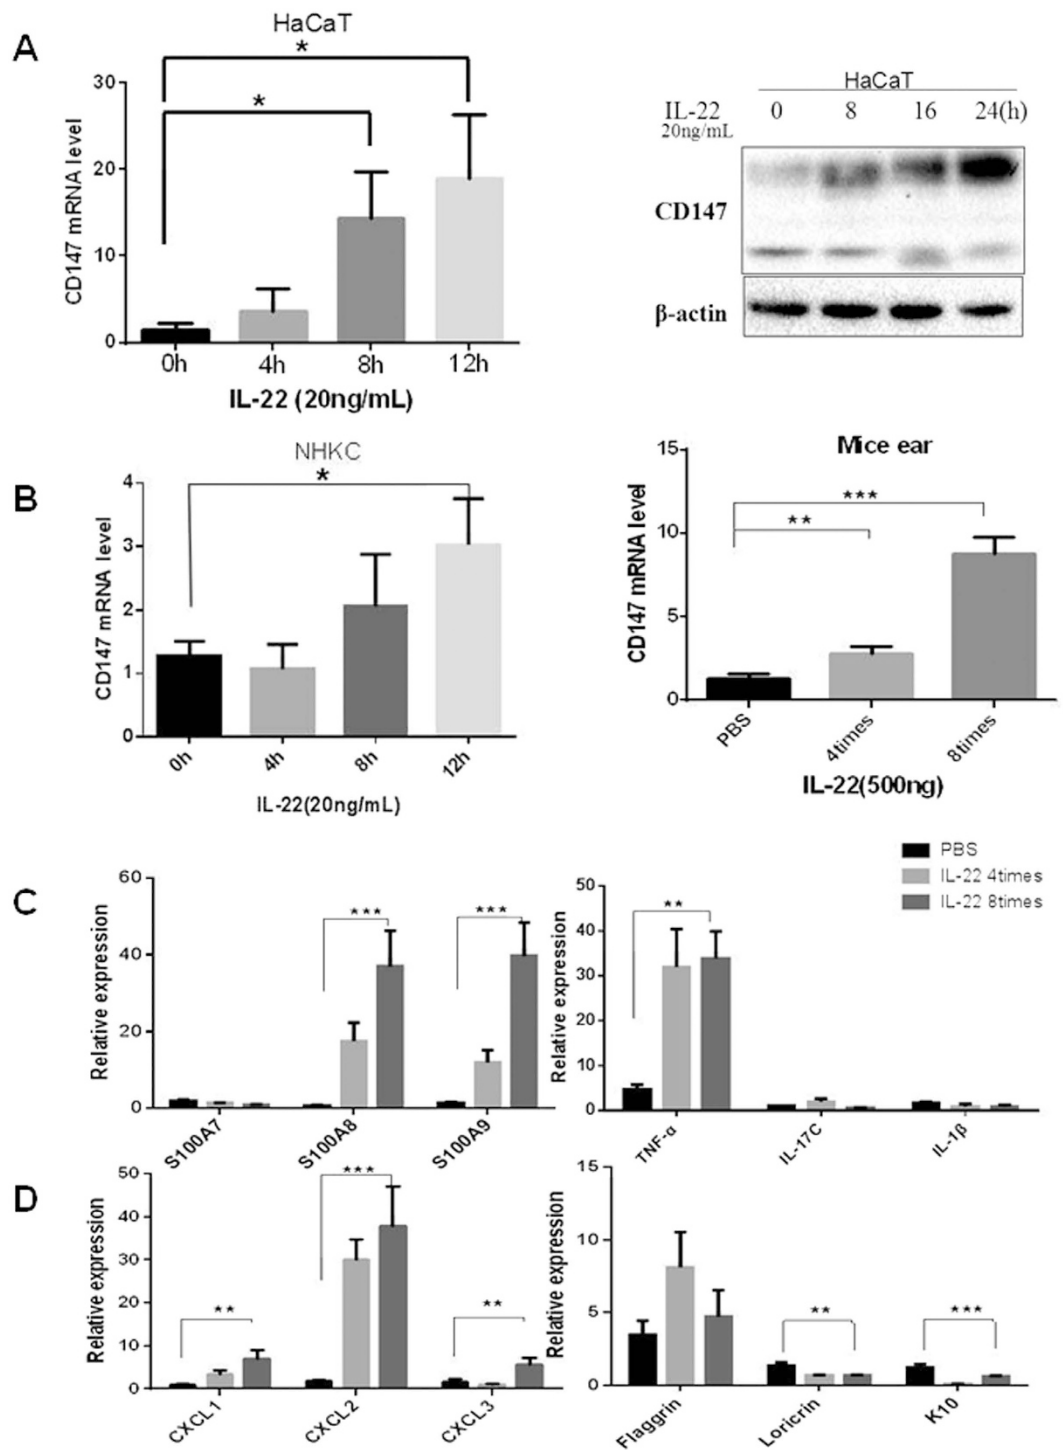 A
HaCaT
*
*
CD147 mRNA level
30
20
10
0
0h 4h 8h 12h
IL-22 (20ng/mL)
HaCaT
IL-22 0 8 16 24(h)
20ng/mL
CD147
β-actin
B
NHKC
*
CD147 mRNA level
4
3
2
1
0
0h 4h 8h 12h
IL-22(20ng/mL)
Mice ear
***
**
CD147 mRNA level
15
10
5
0
PBS 4times 8times
IL-22(500ng)
C
Relative expression
60
40
20
0
*** ***
S100A7 S100A8 S100A9
Relative expression
50
40
30
20
10
0
**
TNF-α IL-17C IL-1β
PBS
IL-22 4times
IL-22 8times
D
Relative expression
50
40
30
20
10
0
** *** **
CXCL1 CXCL2 CXCL3
Relative expression
15
10
5
0
** ***
Flaggrin Loricrin K10